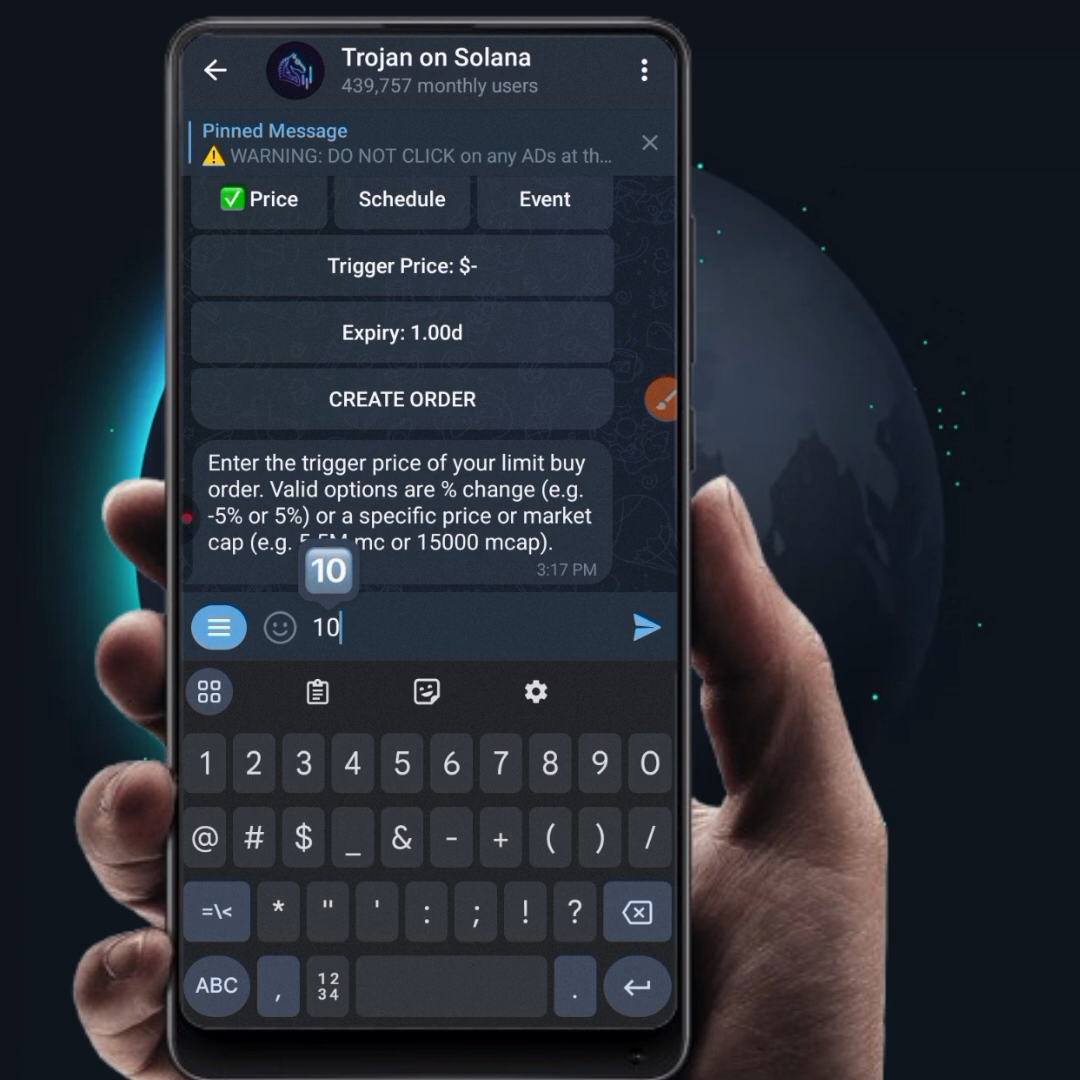 Trojan on Solana
439,757 monthly users
Pinned Message
⚠️ WARNING: DO NOT CLICK on any ADs at th...
✅ Price
Schedule
Event
Trigger Price: $-
Expiry: 1.00d
CREATE ORDER
Enter the trigger price of your limit buy
order. Valid options are % change (e.g.
-5% or 5%) or a specific price or market
cap (e.g. mc or 15000 mcap).
3:17 PM
10
10
1 2 3 4 5 6 7 8 9 0
@ # $ _ & - + ( ) /
=\< * " ' : ; ! ?
ABC , 12 .
34